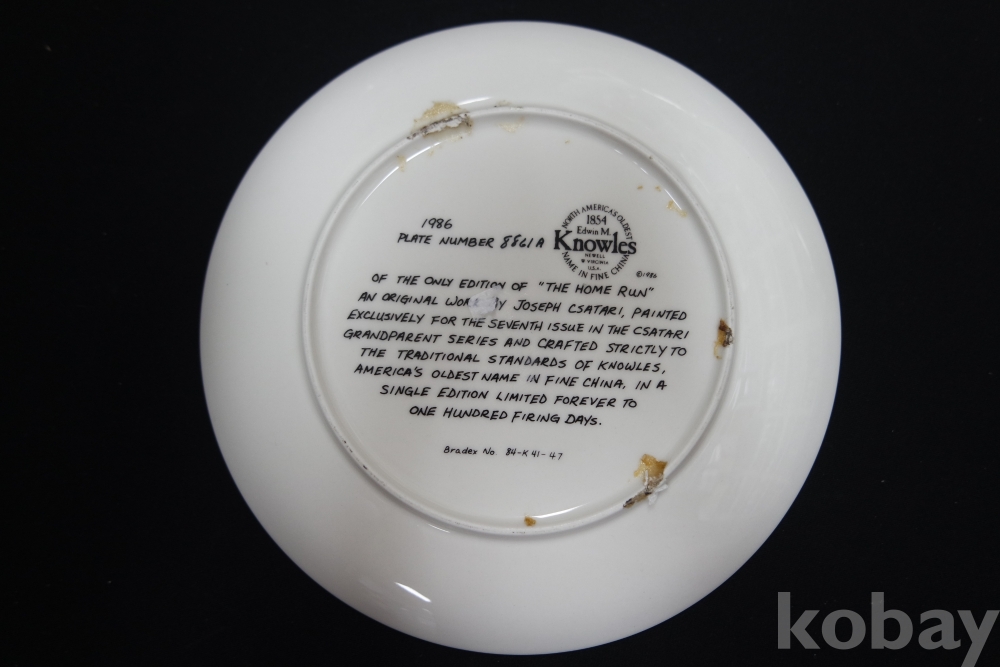 1986
PLATE NUMBER 8861A
NORTH AMERICA'S OLDEST
1854
Edwin M.
Knowles
NEWELL
W. VIRGINIA
U.S.A.
NAME IN FINE CHINA
©1986
OF THE ONLY EDITION OF "THE HOME RUN"
AN ORIGINAL WORK BY JOSEPH CSATARI, PAINTED
EXCLUSIVELY FOR THE SEVENTH ISSUE IN THE CSATARI
GRANDPARENT SERIES AND CRAFTED STRICTLY TO
THE TRADITIONAL STANDARDS OF KNOWLES,
AMERICA'S OLDEST NAME IN FINE CHINA, IN A
SINGLE EDITION LIMITED FOREVER TO
ONE HUNDRED FIRING DAYS.
Bradex No. 84-K41-47
kobay